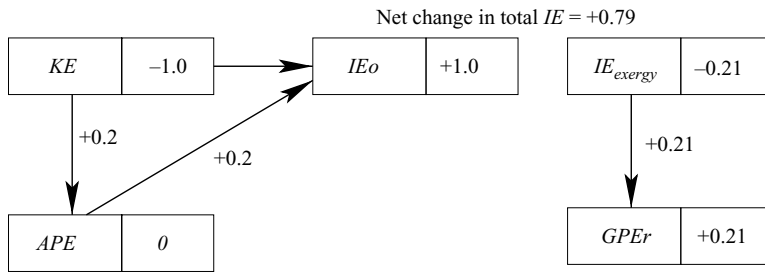 Net change in total IE = +0.79
KE –1.0 IEo +1.0 IE_exergy –0.21
+0.2 +0.2 +0.21
APE 0 GPEr +0.21